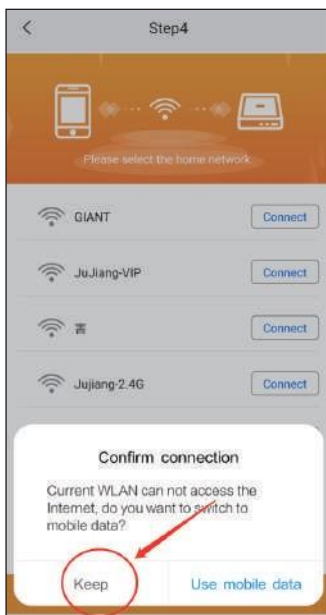 Step4
Please select the home network
GIANT Connect
JuJiang-VIP Connect
Connect
Jujiang-2.4G Connect
Confirm connection
Current WLAN can not access the
Internet, do you want to switch to
mobile data?
Keep Use mobile data